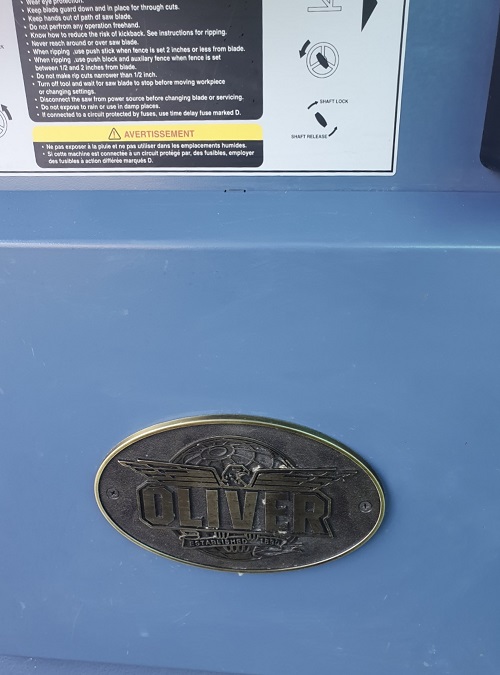 • Wear eye protection.
• Keep blade guard down and in place for through cuts.
• Keep hands out of path of saw blade.
• Do not perfrom any operation freehand.
• Know how to reduce the risk of kickback. See instructions for ripping.
• Never reach around or over saw blade.
• When ripping ,use push stick when fence is set 2 inches or less from blade.
• When ripping ,use push block and auxiliary fence when fence is set
between 1/2 and 2 inches from blade.
• Do not make rip cuts narrower than 1/2 inch.
• Turn off tool and wait for saw blade to stop before moving workpiece
or changing settings.
• Disconnect the saw from power source before changing blade or servicing.
• Do not expose to rain or use in damp places.
• If connected to a circuit protected by fuses, use time delay fuse marked D.
SHAFT LOCK
SHAFT RELEASE
AVERTISSEMENT
• Ne pas exposer à la pluie et ne pas utiliser dans les emplacements humides.
• Si cette machine est connectée à un circuit protégé par, des fusibles, employer
des fusibles à action différée marqués D.
OLIVER
ESTABLISHED